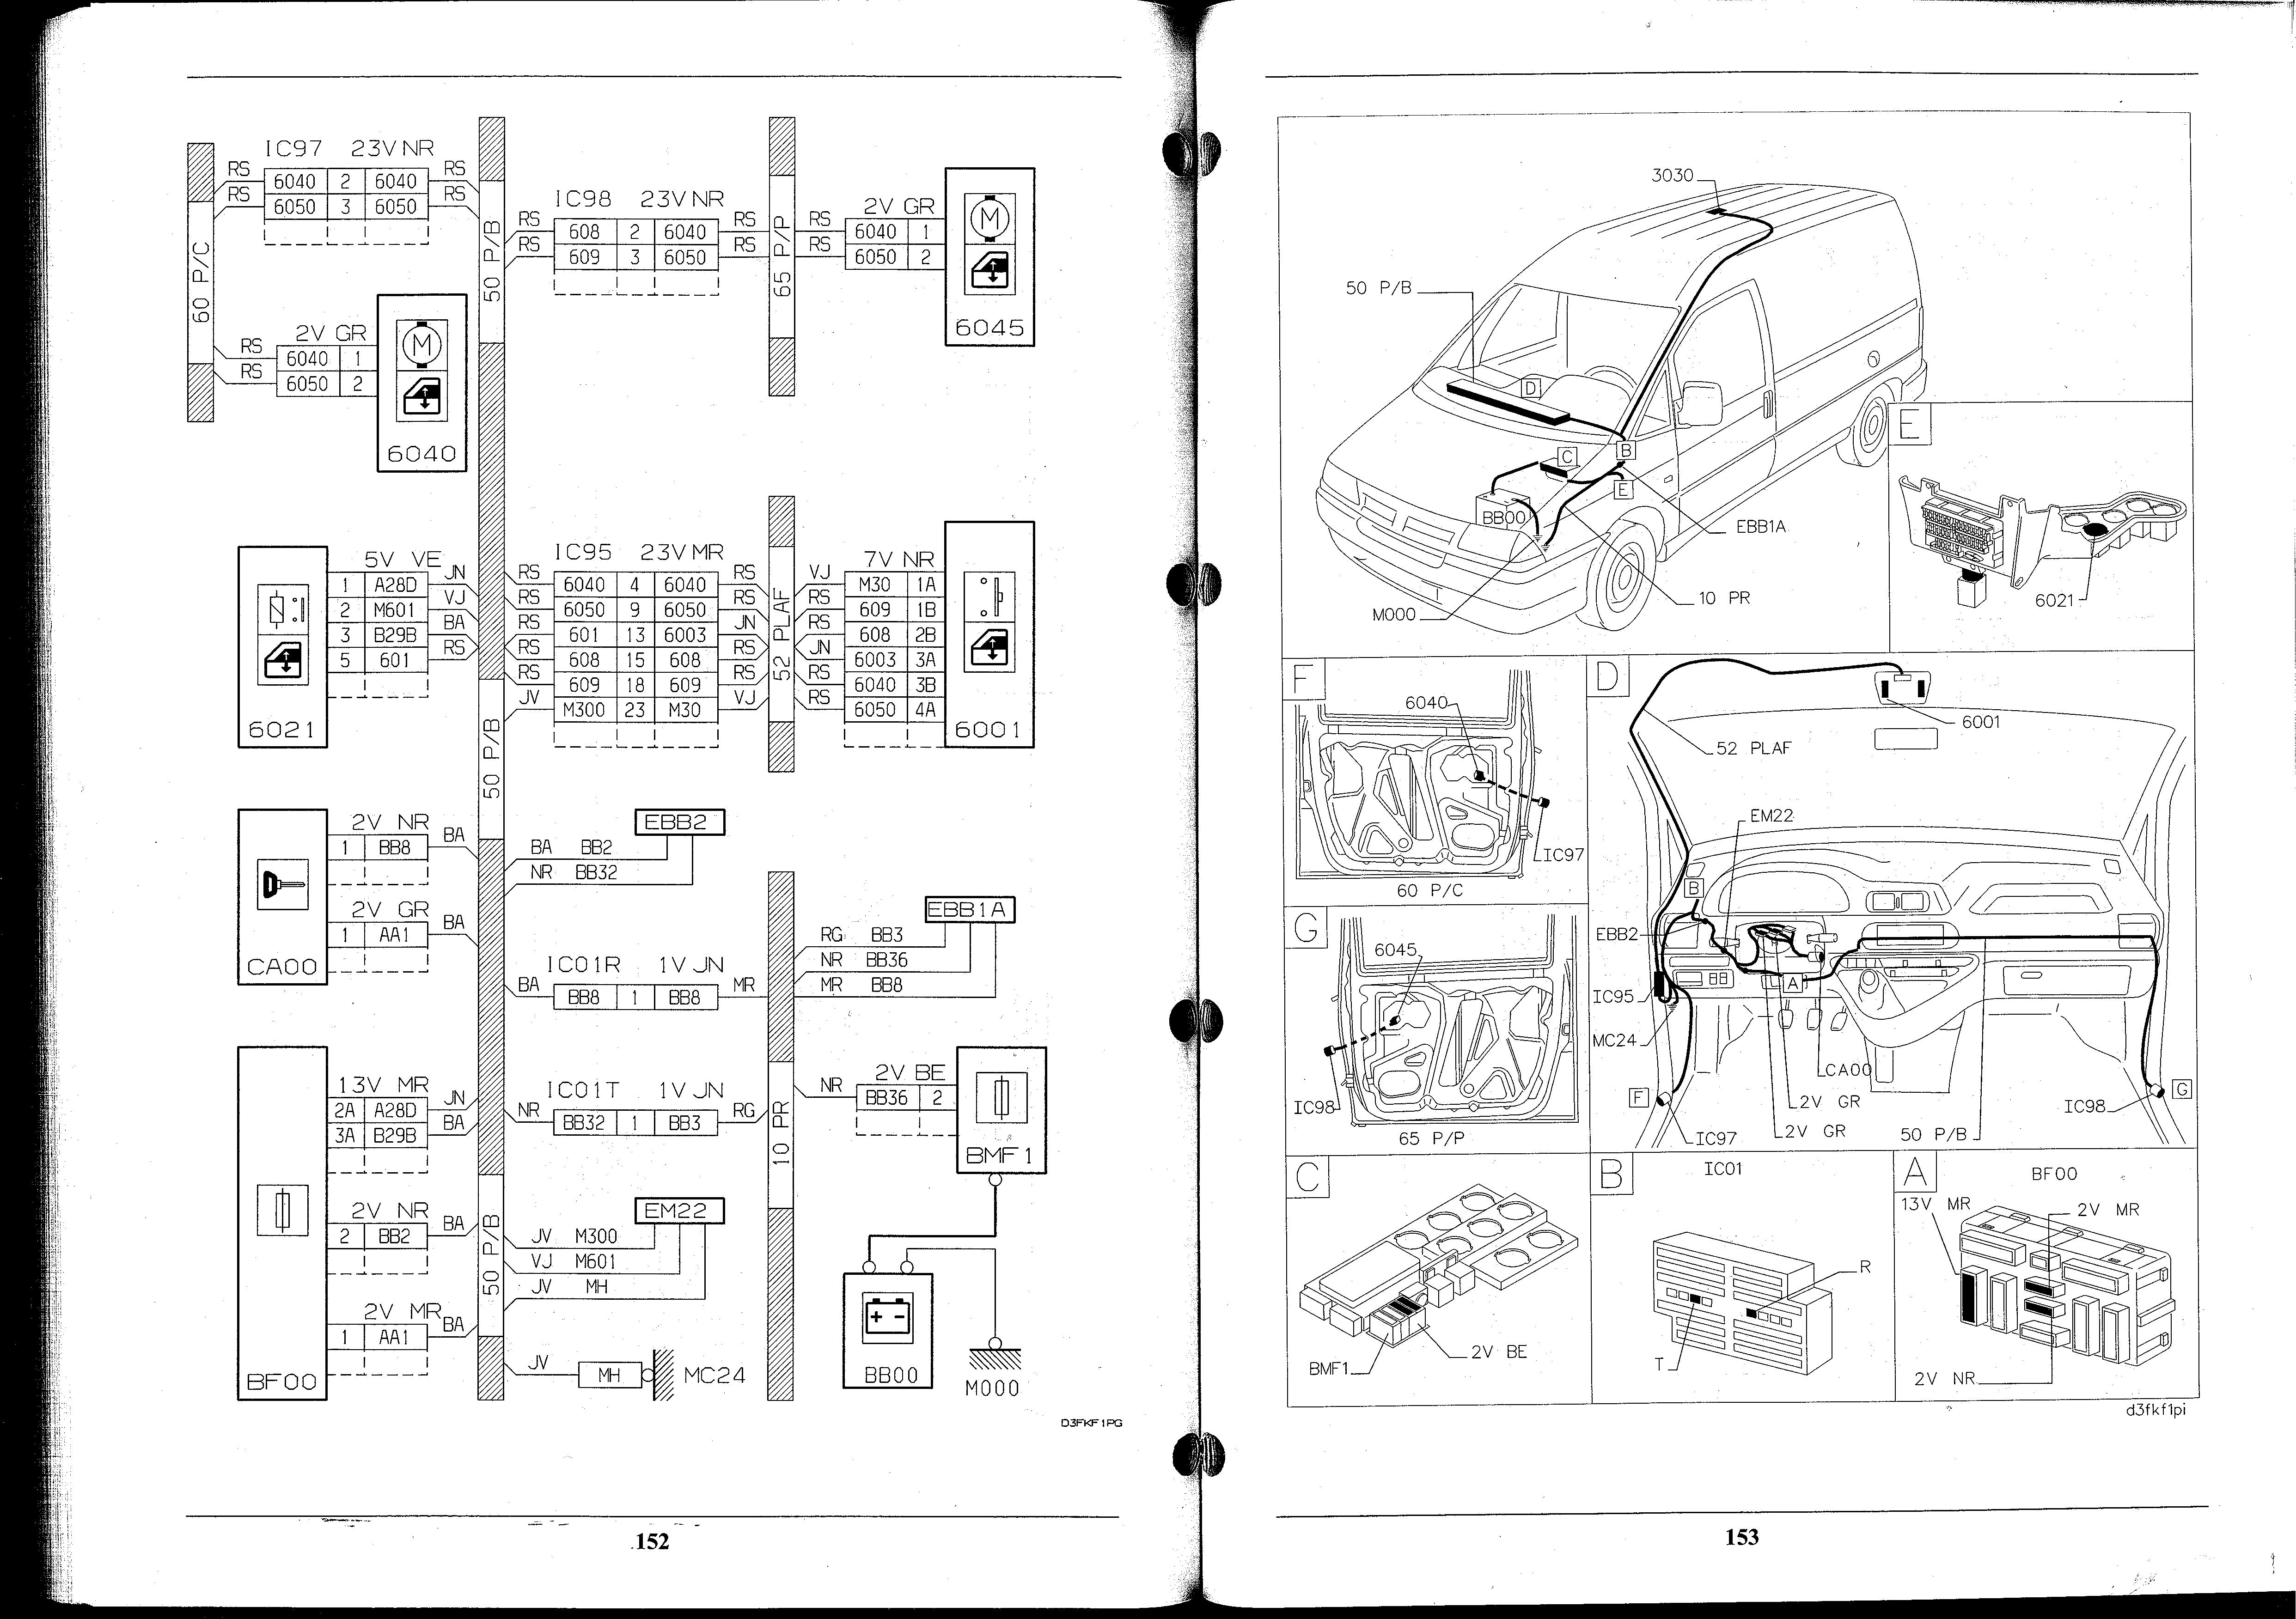 IC97 23V NR
RS 6040 2 6040 RS
RS 6050 3 6050 RS
60 P/C
50 P/B
2V GR
RS 6040 1
RS 6050 2
M
6040
IC98 23V NR
RS 608 2 6040 RS
RS 609 3 6050 RS
65 P/P
2V GR
RS 6040 1
RS 6050 2
M
6045
5V VE
1 A28D JN
2 M601 VJ
3 B29B BA
5 601 RS
6021
50 P/B
IC95 23V MR
RS 6040 4 6040 RS
RS 6050 9 6050 RS
RS 601 13 6003 JN
RS 608 15 608 RS
RS 609 18 609 RS
JV M300 23 M30 VJ
52 PLAF
7V NR
VJ M30 1A
RS 609 1B
RS 608 2B
JN 6003 3A
RS 6040 3B
RS 6050 4A
6001
2V NR
1 BB8 BA
2V GR
1 AA1 BA
CA00
EBB2
BA BB2
NR BB32
EBB1A
RG BB3
NR BB36
MR BB8
IC01R 1V JN
BA BB8 1 BB8 MR
IC01T 1V JN
NR BB32 1 BB3 RG
10 PR
2V BE
NR BB36 2
BMF1
13V MR
2A A28D JN
3A B29B BA
2V NR
2 BB2 BA
2V MR
1 AA1 BA
BF00
50 P/B
EM22
JV M300
VJ M601
JV MH
JV MH MC24
+ -
BB00
M000
D3FKF1PG
152
3030
50 P/B
D
B
C
E
BB00
EBB1A
M000
10 PR
E
6021
F
6040
IC97
60 P/C
G
6045
IC98
65 P/P
D
6001
52 PLAF
EM22
B
EBB2
IC95
A
MC24
CA00
F
IC97
2V GR
2V GR
50 P/B
IC98
G
C
BMF1
2V BE
B
IC01
R
T
A
BF00
13V MR
2V MR
2V NR
d3fkf1pi
153